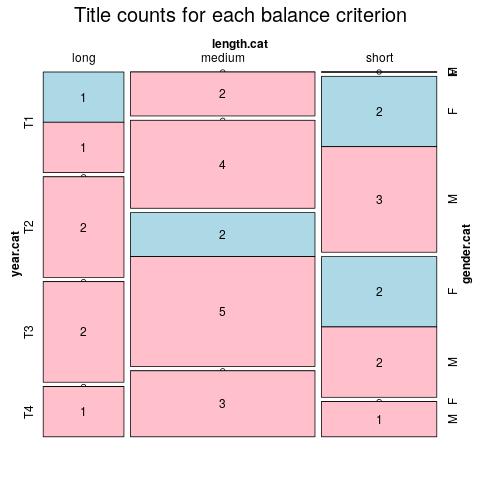 Title counts for each balance criterion
length.cat
long medium short
year.cat
T1
T2
T3
T4
1
1
2
2
1
2
4
2
5
3
2
3
2
2
1
F
M
F
M
F
M
gender.cat